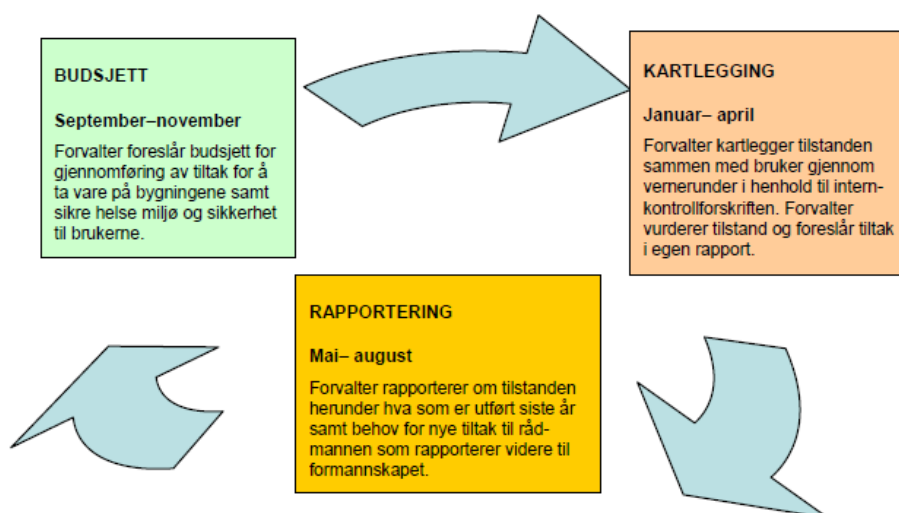 BUDSJETT
September–november
Forvalter foreslår budsjett for
gjennomføring av tiltak for å
ta vare på bygningene samt
sikre helse miljø og sikkerhet
til brukerne.
KARTLEGGING
Januar– april
Forvalter kartlegger tilstanden
sammen med bruker gjennom
vernerunder i henhold til intern-
kontrollforskriften. Forvalter
vurderer tilstand og foreslår tiltak
i egen rapport.
RAPPORTERING
Mai– august
Forvalter rapporterer om tilstanden
herunder hva som er utført siste år
samt behov for nye tiltak til råd-
mannen som rapporterer videre til
formannskapet.